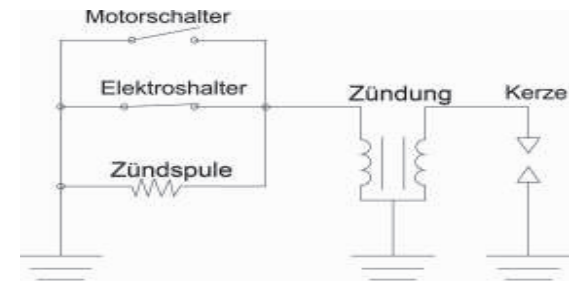 Motorschalter
Elektroshalter
Zündung
Kerze
Zündspule